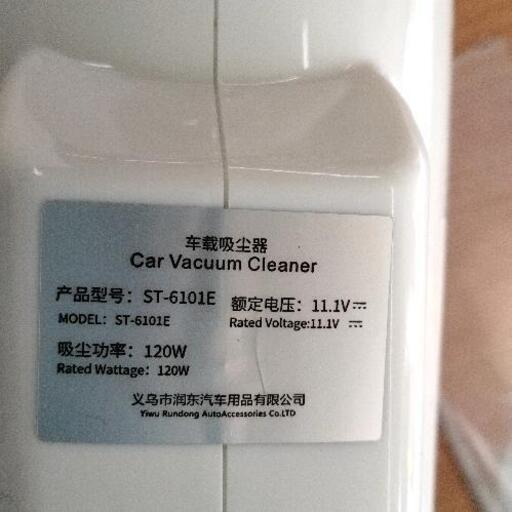 车载吸尘器
Car Vacuum Cleaner
产品型号：ST-6101E
MODEL：ST-6101E
额定电压：11.1V⎓
Rated Voltage:11.1V ⎓
吸尘功率：120W
Rated Wattage：120W
义乌市润东汽车用品有限公司
Yiwu Rundong AutoAccessories Co.LTD